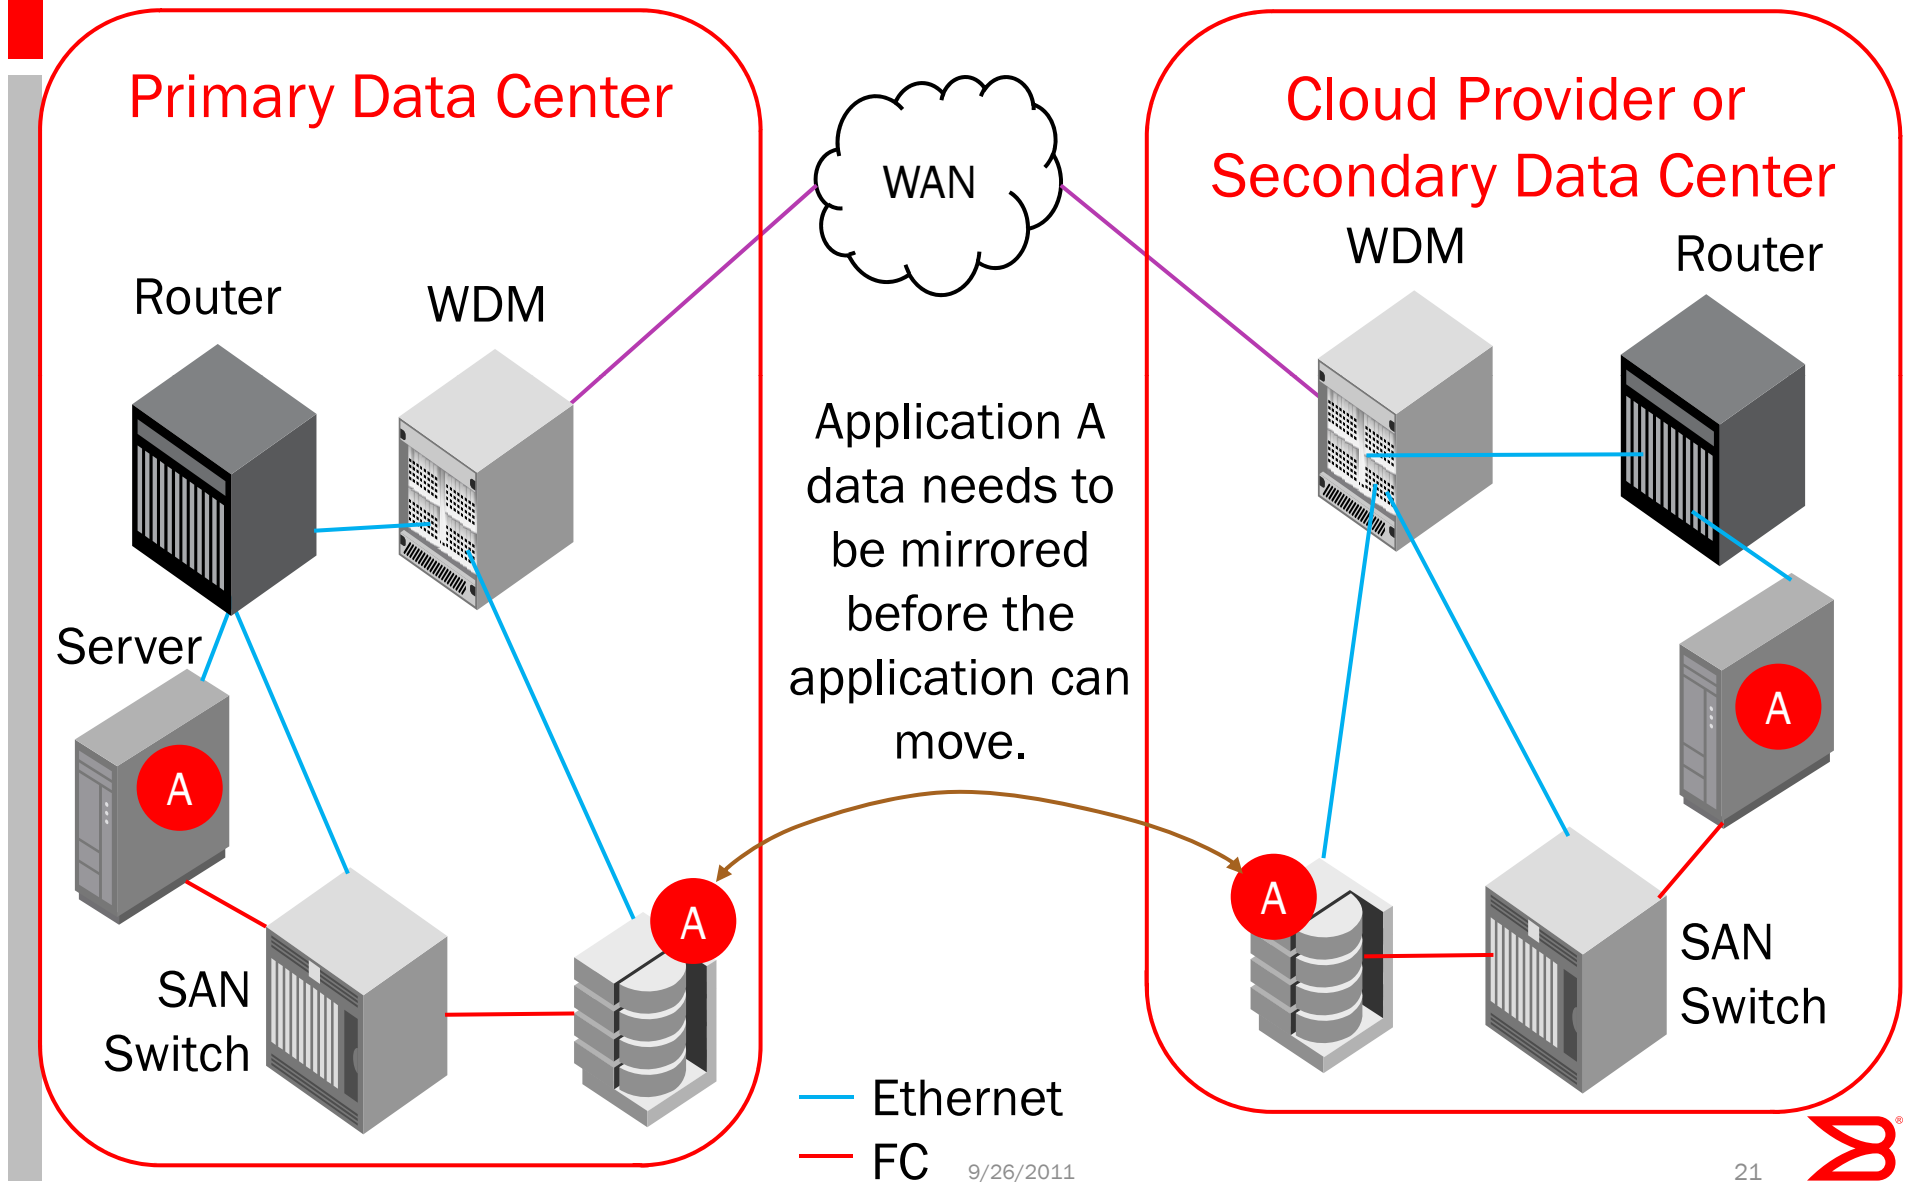 Primary Data Center
Cloud Provider or
Secondary Data Center
WAN
Router
WDM
WDM
Router
Application A
data needs to
be mirrored
before the
application can
move.
Server
A
A
A
A
SAN
Switch
SAN
Switch
Ethernet
FC
9/26/2011
21
®